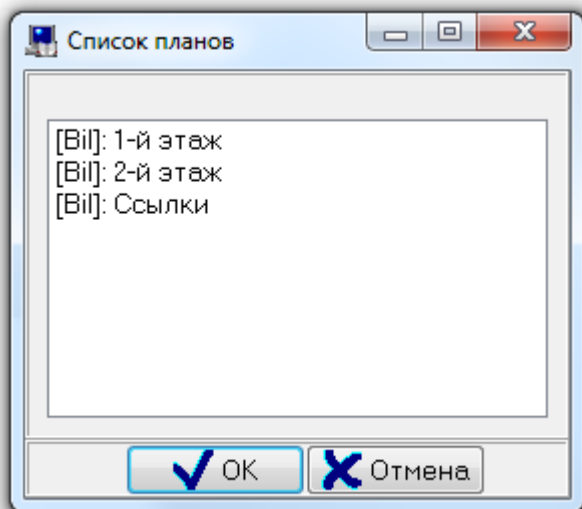 Список планов
[Bil]: 1-й этаж
[Bil]: 2-й этаж
[Bil]: Ссылки
OK
Отмена